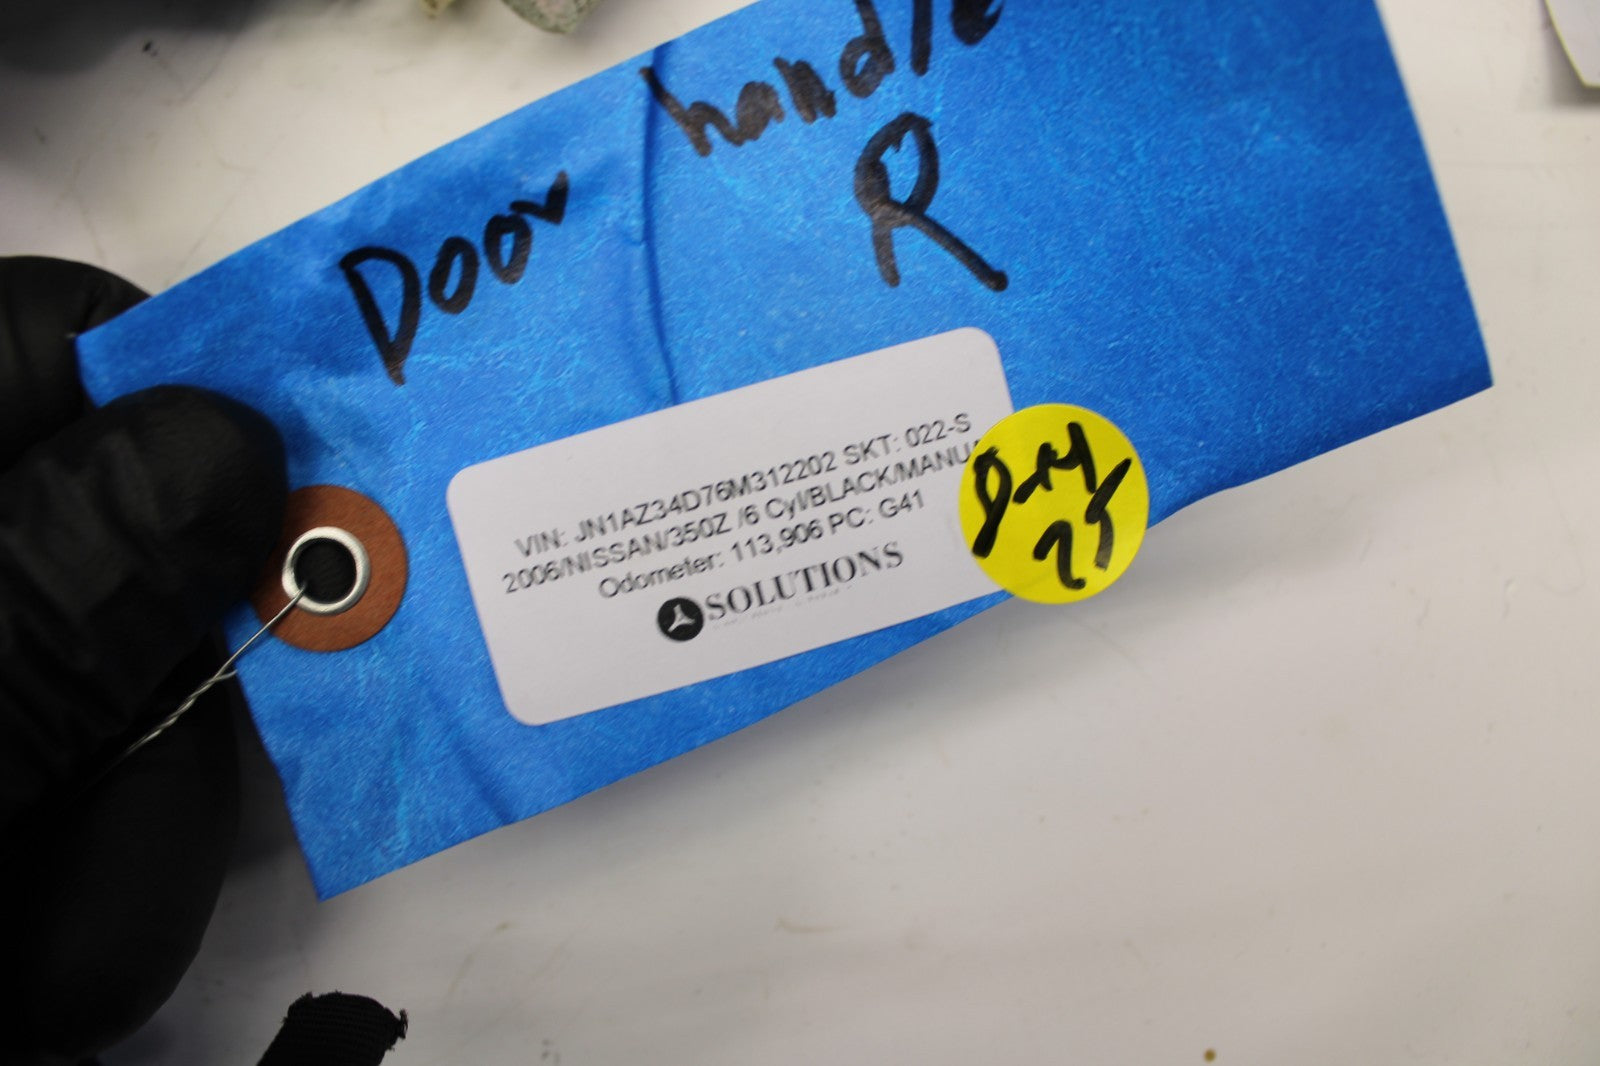 Door handle
R
VIN: JN1AZ34D76M312202 SKT: 022-S
2006/NISSAN/350Z /6 Cyl/BLACK/MANUA
Odometer: 113,906 PC: G41
SOLUTIONS
25